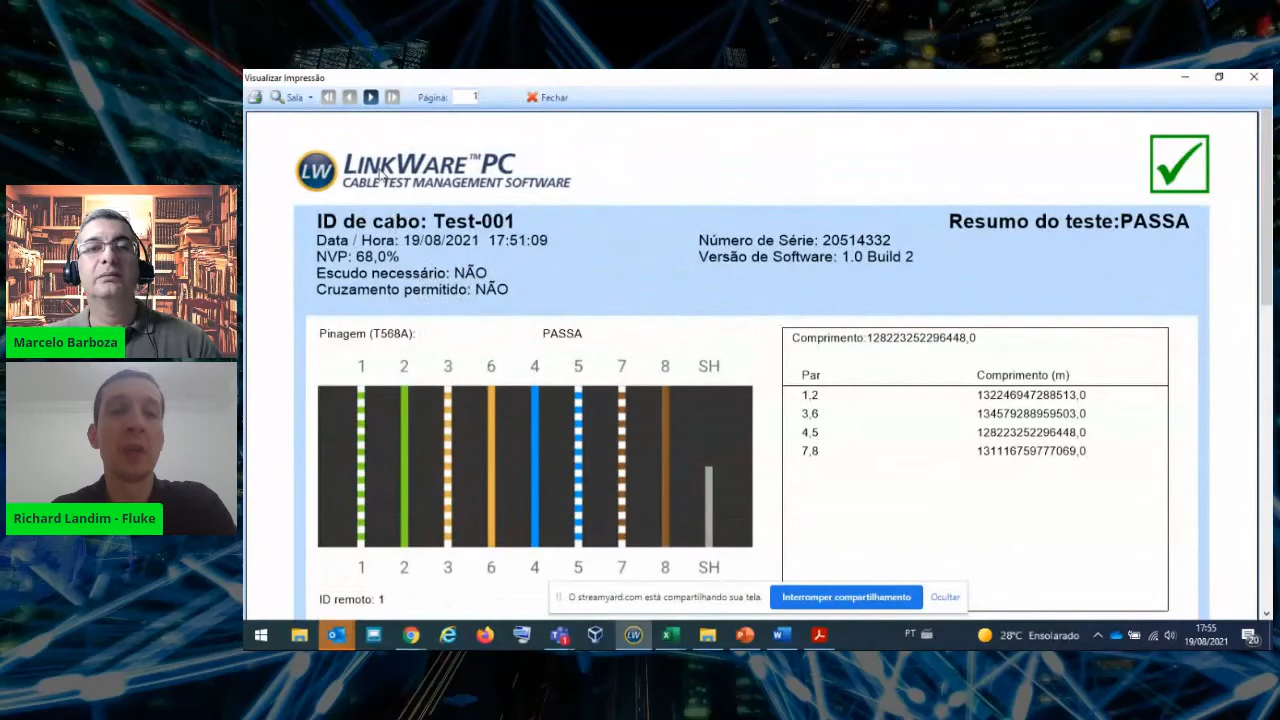 Visualizar Impressão
Sala
Página: 1
Fechar
LW LINKWARE™PC
CABLE TEST MANAGEMENT SOFTWARE
ID de cabo: Test-001
Resumo do teste:PASSA
Data / Hora: 19/08/2021 17:51:09
Número de Série: 20514332
NVP: 68,0%
Versão de Software: 1.0 Build 2
Escudo necessário: NÃO
Cruzamento permitido: NÃO
Pinagem (T568A): PASSA
Comprimento:128223252296448,0
1 2 3 6 4 5 7 8 SH
Par Comprimento (m)
1,2 132246947288513,0
3,6 134579288959503,0
4,5 128223252296448,0
7,8 131116759777069,0
1 2 3 6 4 5 7 8 SH
ID remoto: 1
O streamyard.com está compartilhando sua tela.
Interromper compartilhamento
Ocultar
Marcelo Barboza
Richard Landim - Fluke
PT
28°C Ensolarado
17:55
19/08/2021
20